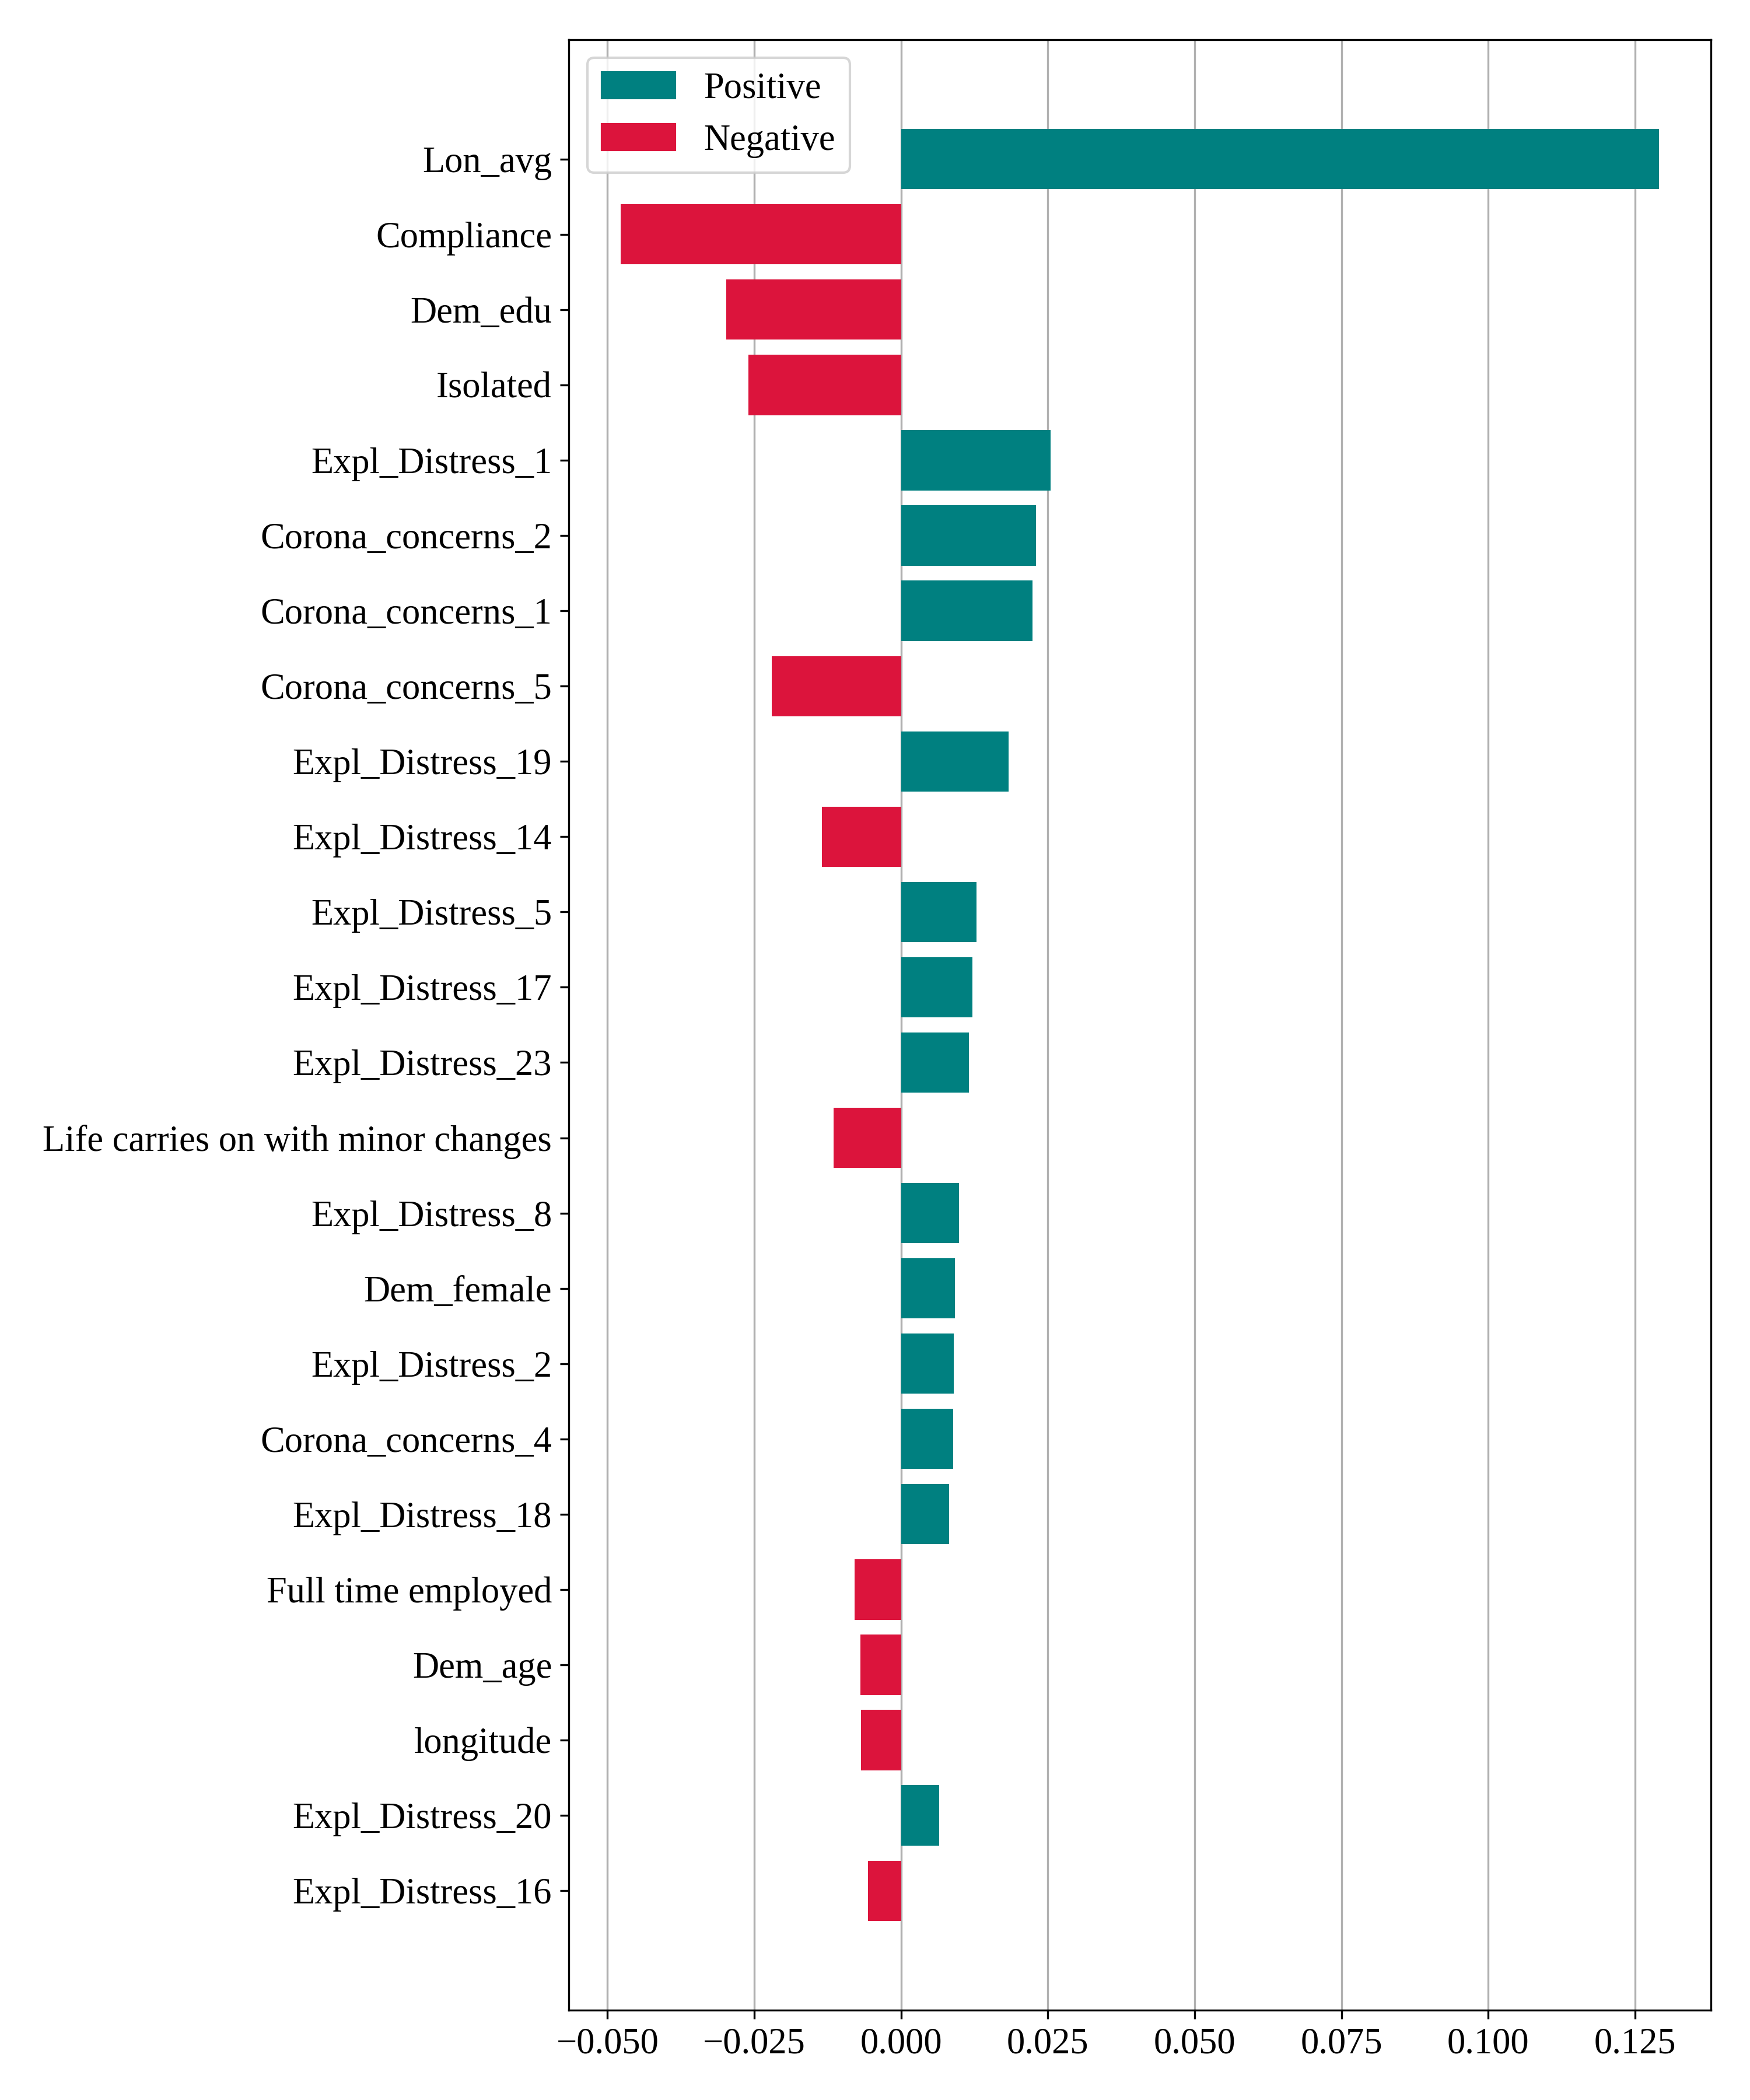 Positive
Negative
Lon_avg
Compliance
Dem_edu
Isolated
Expl_Distress_1
Corona_concerns_2
Corona_concerns_1
Corona_concerns_5
Expl_Distress_19
Expl_Distress_14
Expl_Distress_5
Expl_Distress_17
Expl_Distress_23
Life carries on with minor changes
Expl_Distress_8
Dem_female
Expl_Distress_2
Corona_concerns_4
Expl_Distress_18
Full time employed
Dem_age
longitude
Expl_Distress_20
Expl_Distress_16
−0.050 −0.025 0.000 0.025 0.050 0.075 0.100 0.125